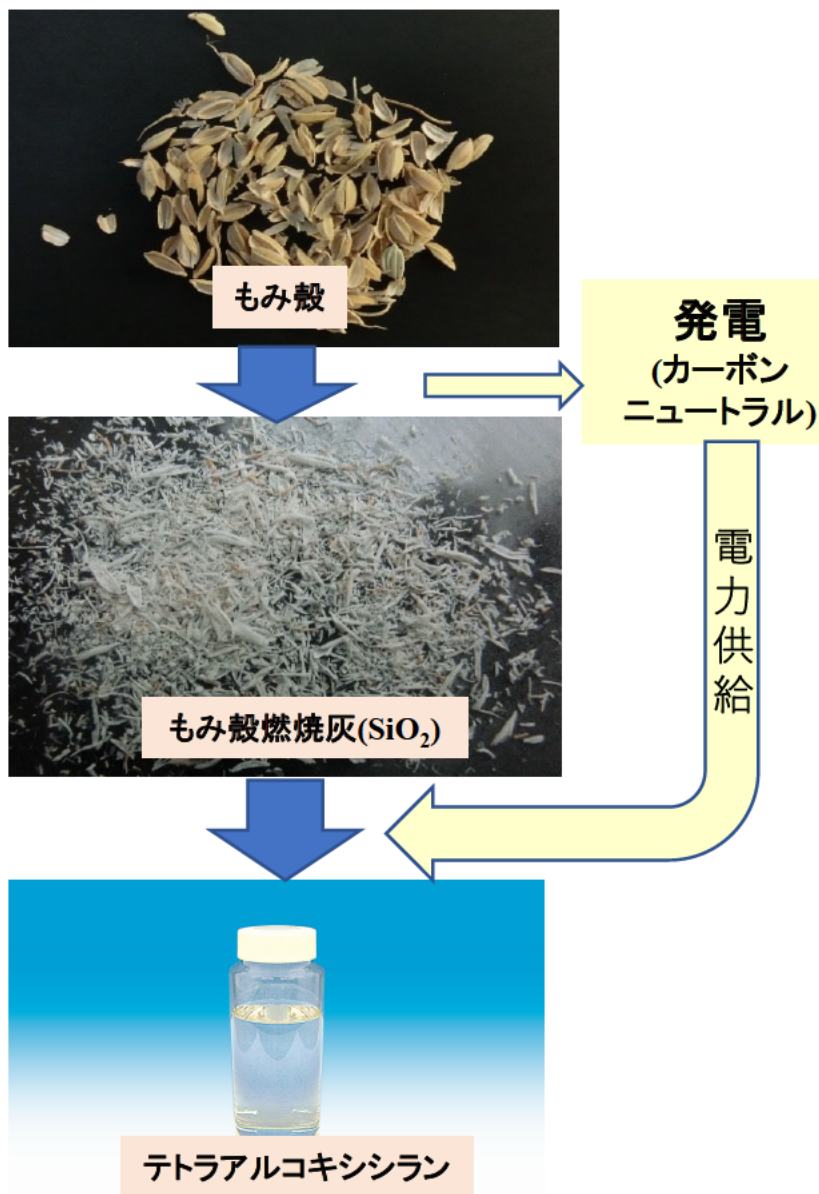 もみ殻
発電
(カーボン
ニュートラル)
電力供給
もみ殻燃焼灰(SiO₂)
テトラアルコキシシラン